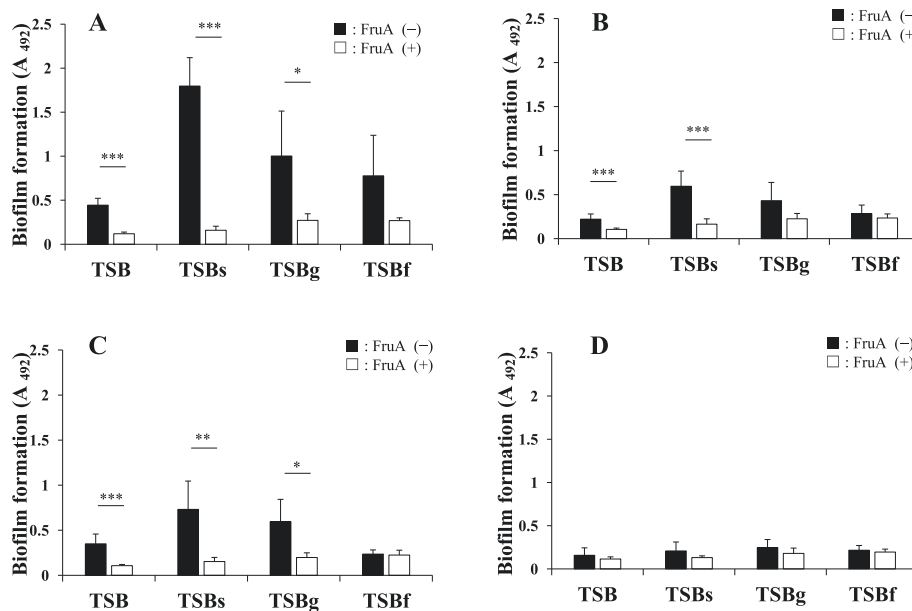 A
Biofilm formation (A 492)
2.5
2
1.5
1
0.5
0
: FruA (−)
: FruA (+)
***
***
*
TSB TSBs TSBg TSBf
B
Biofilm formation (A 492)
2.5
2
1.5
1
0.5
0
: FruA (−
: FruA (+
***
***
TSB TSBs TSBg TSBf
C
Biofilm formation (A 492)
2.5
2
1.5
1
0.5
0
: FruA (−)
: FruA (+)
***
**
*
TSB TSBs TSBg TSBf
D
Biofilm formation (A 492)
2.5
2
1.5
1
0.5
0
: FruA (−)
: FruA (+)
TSB TSBs TSBg TSBf